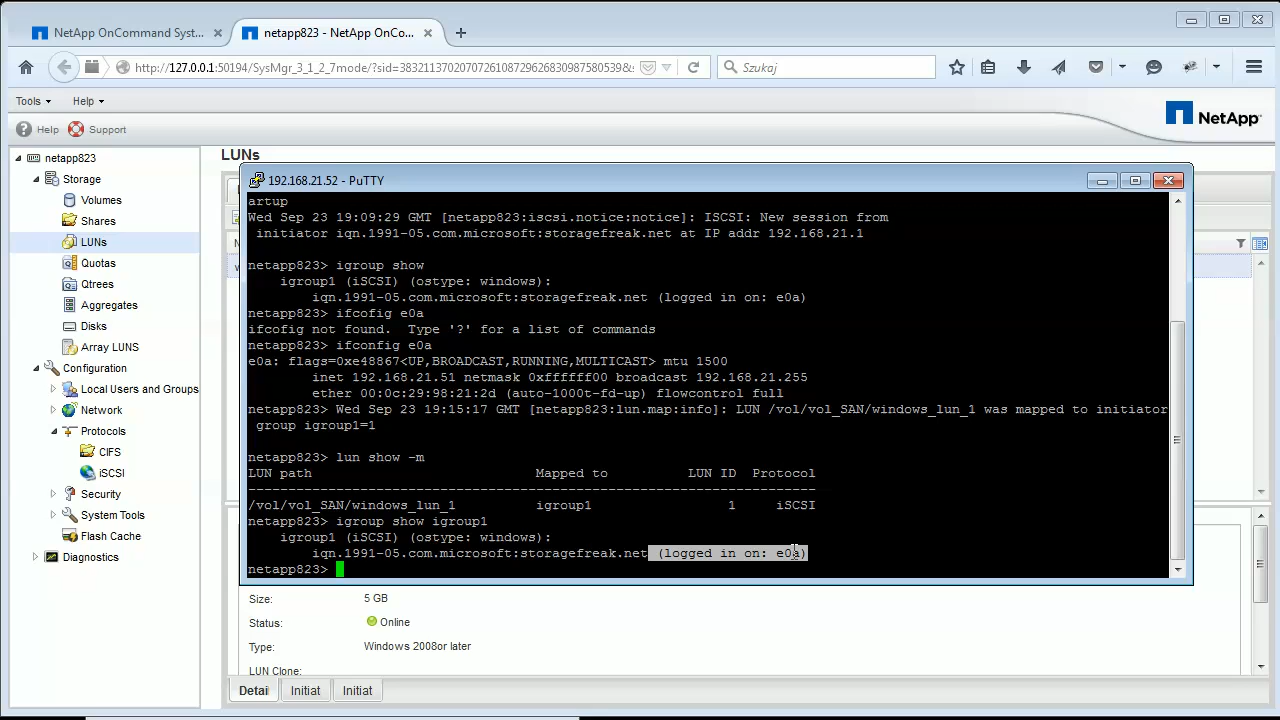 NetApp OnCommand Syst...
netapp823 - NetApp OnCo...
http://127.0.0.1:50194/SysMgr_3_1_2_7mode/?sid=3832113702070726108729626830987580539&
Szukaj
Tools
Help
NetApp
Help
Support
netapp823
Storage
Volumes
Shares
LUNs
Quotas
Qtrees
Aggregates
Disks
Array LUNS
Configuration
Local Users and Groups
Network
Protocols
CIFS
iSCSI
Security
System Tools
Flash Cache
Diagnostics
LUNs
192.168.21.52 - PuTTY
artup
Wed Sep 23 19:09:29 GMT [netapp823:iscsi.notice:notice]: ISCSI: New session from
initiator iqn.1991-05.com.microsoft:storagefreak.net at IP addr 192.168.21.1
netapp823> igroup show
igroup1 (iSCSI) (ostype: windows):
iqn.1991-05.com.microsoft:storagefreak.net (logged in on: e0a)
netapp823> ifcofig e0a
ifcofig not found.  Type '?' for a list of commands
netapp823> ifconfig e0a
e0a: flags=0xe48867<UP,BROADCAST,RUNNING,MULTICAST> mtu 1500
inet 192.168.21.51 netmask 0xffffff00 broadcast 192.168.21.255
ether 00:0c:29:98:21:2d (auto-1000t-fd-up) flowcontrol full
netapp823> Wed Sep 23 19:15:17 GMT [netapp823:lun.map:info]: LUN /vol/vol_SAN/windows_lun_1 was mapped to initiator
group igroup1=1
netapp823> lun show -m
LUN path Mapped to LUN ID Protocol
-----------------------------------------------------------------------
/vol/vol_SAN/windows_lun_1 igroup1 1 iSCSI
netapp823> igroup show igroup1
igroup1 (iSCSI) (ostype: windows):
iqn.1991-05.com.microsoft:storagefreak.net (logged in on: e0a)
netapp823>
Size: 5 GB
Status: Online
Type: Windows 2008or later
LUN Clone:
Detai
Initiat
Initiat